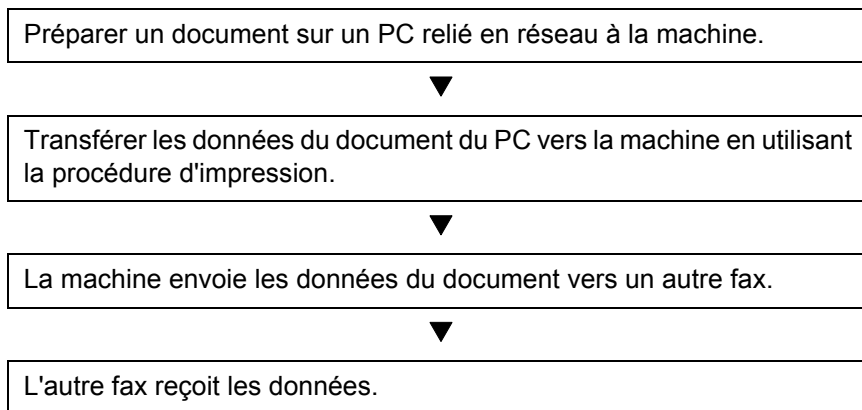 Préparer un document sur un PC relié en réseau à la machine.
Transférer les données du document du PC vers la machine en utilisant
la procédure d'impression.
La machine envoie les données du document vers un autre fax.
L'autre fax reçoit les données.